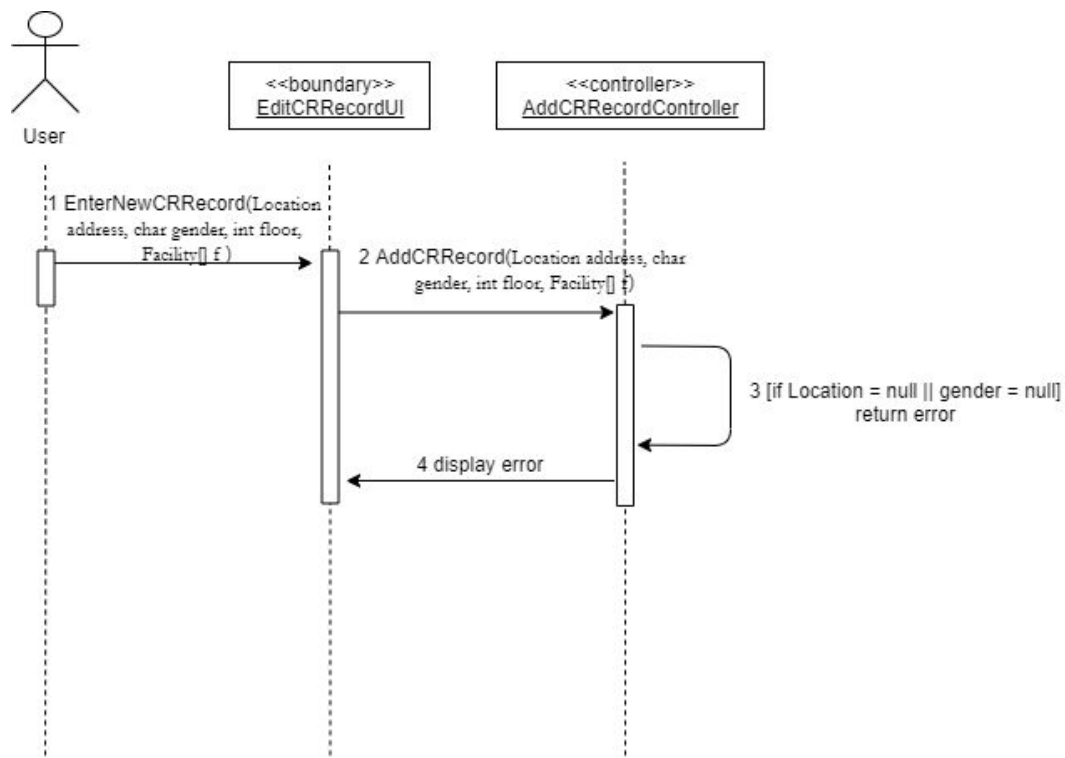 <<boundary>>
EditCRRecordUI
<<controller>>
AddCRRecordController
User
1 EnterNewCRRecord(Location
address, char gender, int floor,
Facility[] f )
2 AddCRRecord(Location address, char
gender, int floor, Facility[] f)
3 [if Location = null || gender = null]
return error
4 display error